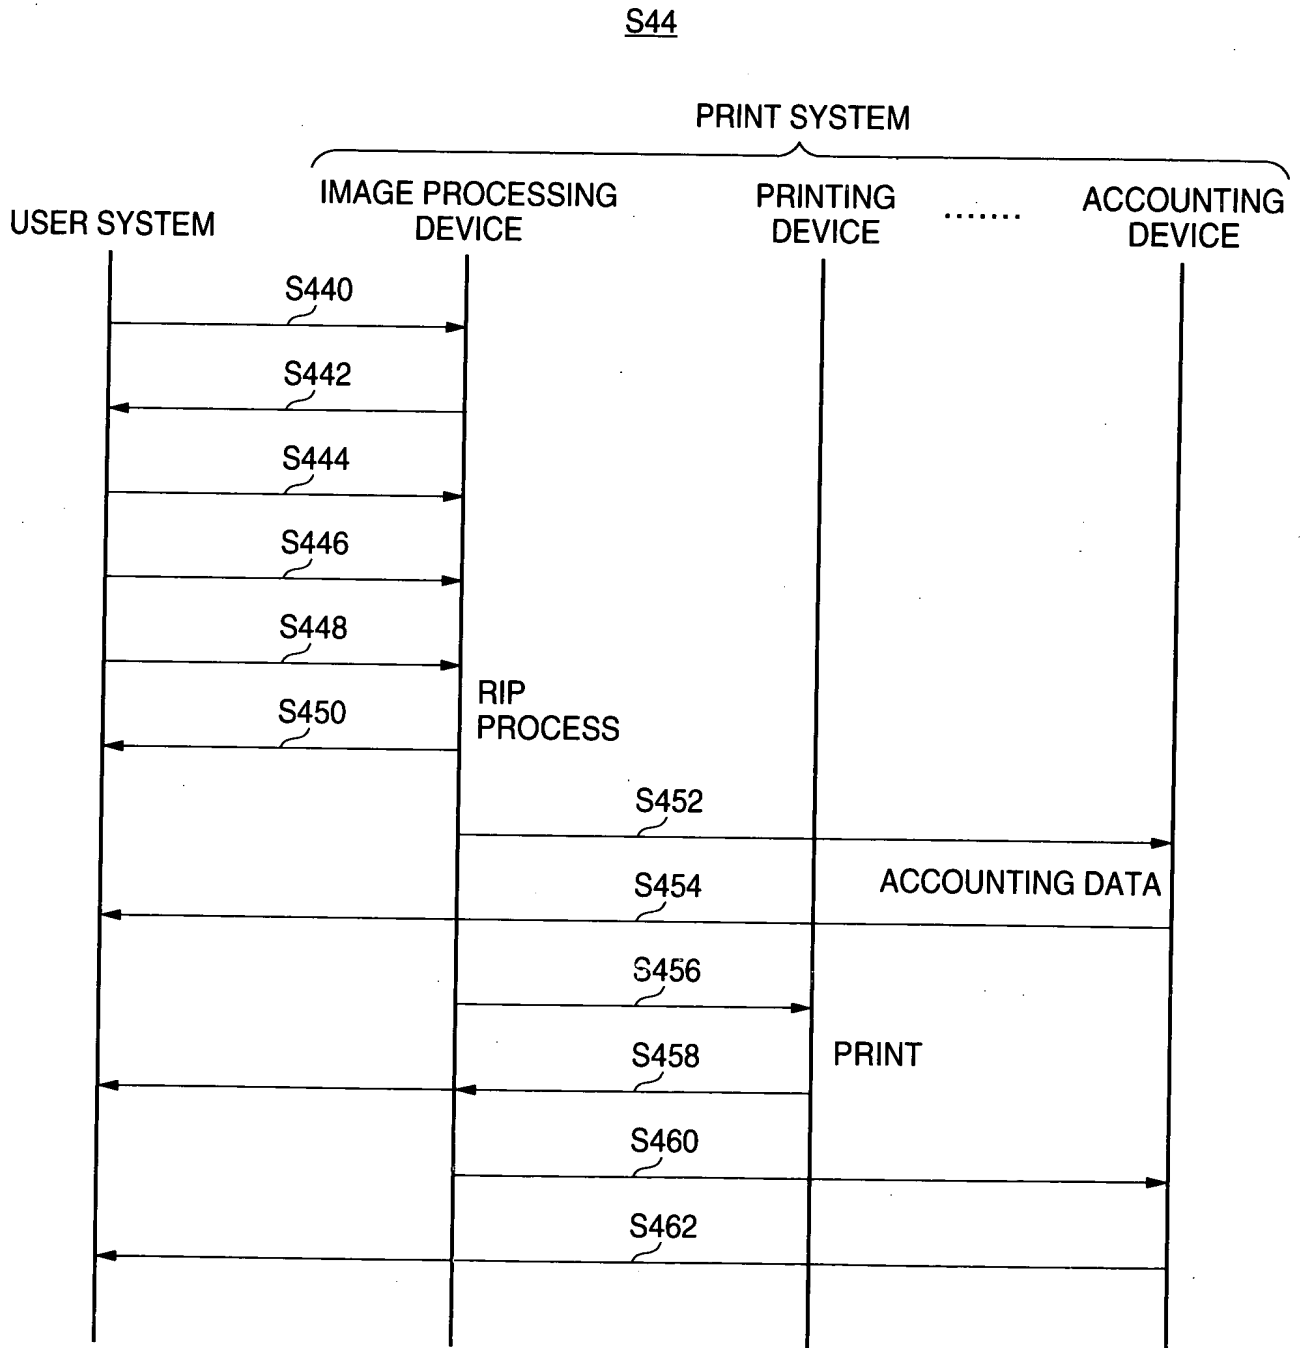 S44
PRINT SYSTEM
USER SYSTEM
IMAGE PROCESSING
DEVICE
PRINTING
DEVICE
.......
ACCOUNTING
DEVICE
S440
S442
S444
S446
S448
RIP
PROCESS
S450
S452
ACCOUNTING DATA
S454
S456
PRINT
S458
S460
S462